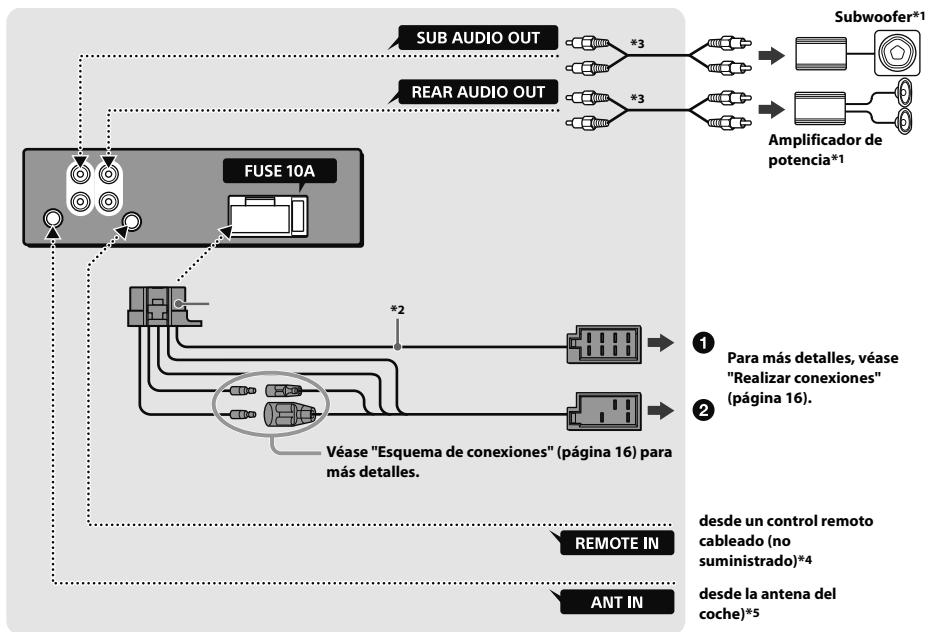 Subwoofer*1
SUB AUDIO OUT
*3
REAR AUDIO OUT
*3
Amplificador de
potencia*1
FUSE 10A
*2
1
Para más detalles, véase
"Realizar conexiones"
(página 16).
2
Véase "Esquema de conexiones" (página 16) para
más detalles.
REMOTE IN
desde un control remoto
cableado (no
suministrado)*4
ANT IN
desde la antena del
coche)*5